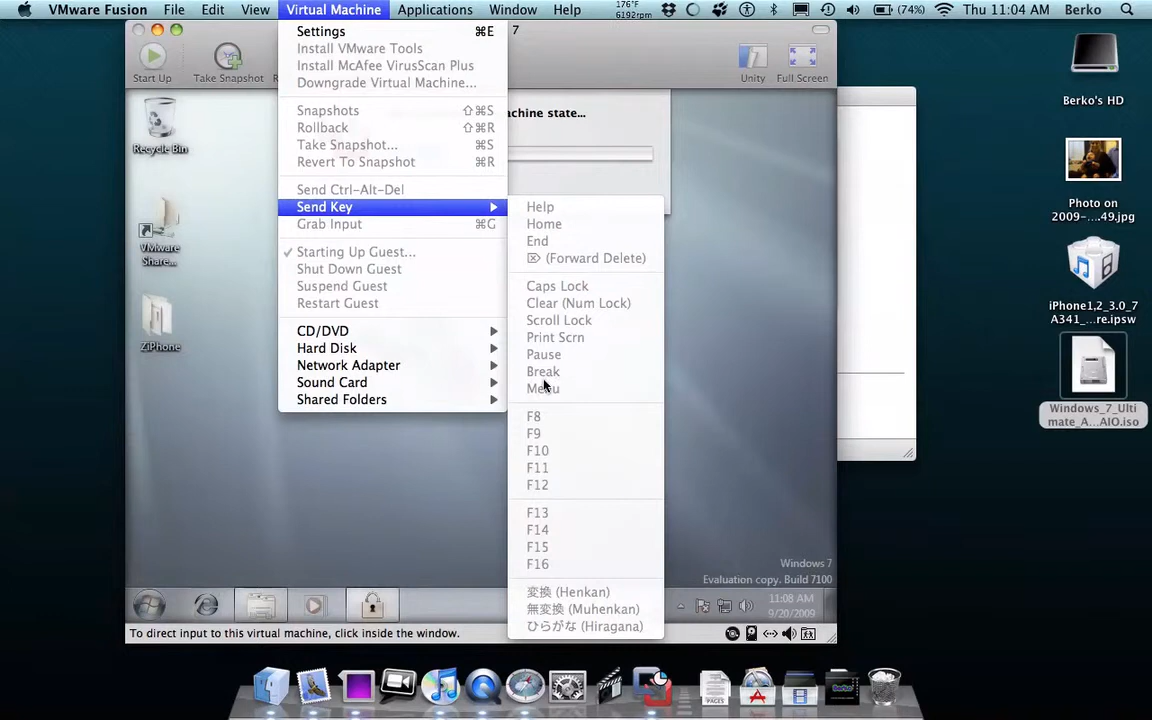 VMware Fusion File Edit View Virtual Machine Applications Window Help 176°F 6192rpm (74%) Thu 11:04 AM Berko
7
Start Up
Take Snapshot
Unity
Full Screen
Settings ⌘E
Install VMware Tools
Install McAfee VirusScan Plus
Downgrade Virtual Machine...
Snapshots ⇧⌘S
Rollback ⇧⌘R
Take Snapshot... ⌘S
Revert To Snapshot ⌘R
Send Ctrl-Alt-Del
Send Key
Grab Input ⌘G
✓ Starting Up Guest...
Shut Down Guest
Suspend Guest
Restart Guest
CD/DVD
Hard Disk
Network Adapter
Sound Card
Shared Folders
achine state...
Help
Home
End
⌦ (Forward Delete)
Caps Lock
Clear (Num Lock)
Scroll Lock
Print Scrn
Pause
Break
Menu
F8
F9
F10
F11
F12
F13
F14
F15
F16
変換 (Henkan)
無変換 (Muhenkan)
ひらがな (Hiragana)
Recycle Bin
VMware
Share...
ZiPhone
Windows 7
Evaluation copy. Build 7100
11:08 AM
9/20/2009
To direct input to this virtual machine, click inside the window.
Berko's HD
Photo on
2009-...49.jpg
iPhone1,2_3.0_7
A341_...re.ipsw
Windows_7_Ulti
mate_A...AIO.iso